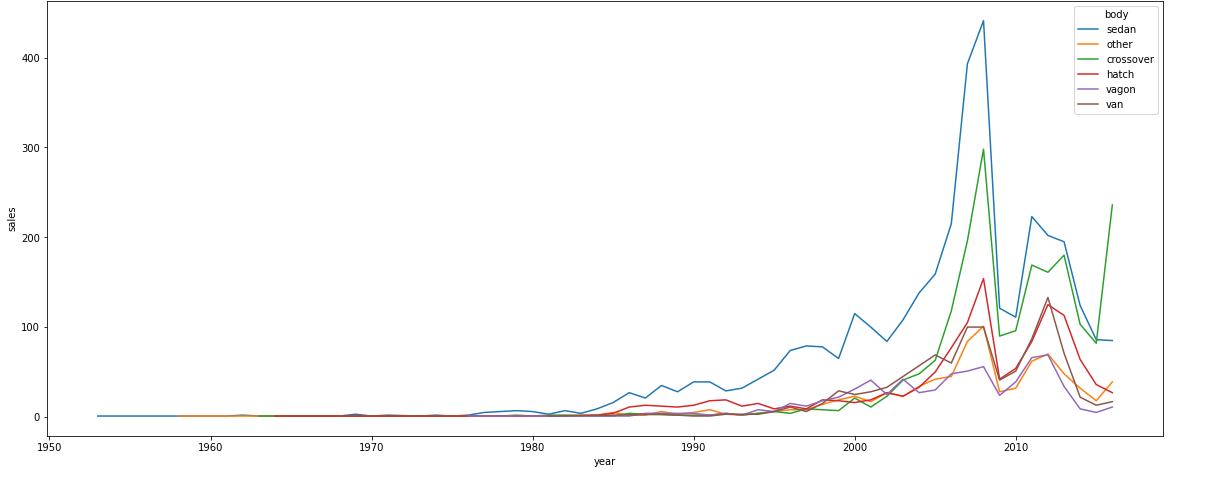 body
sedan
other
crossover
hatch
vagon
van
sales
400
300
200
100
0
1950 1960 1970 1980 1990 2000 2010
year